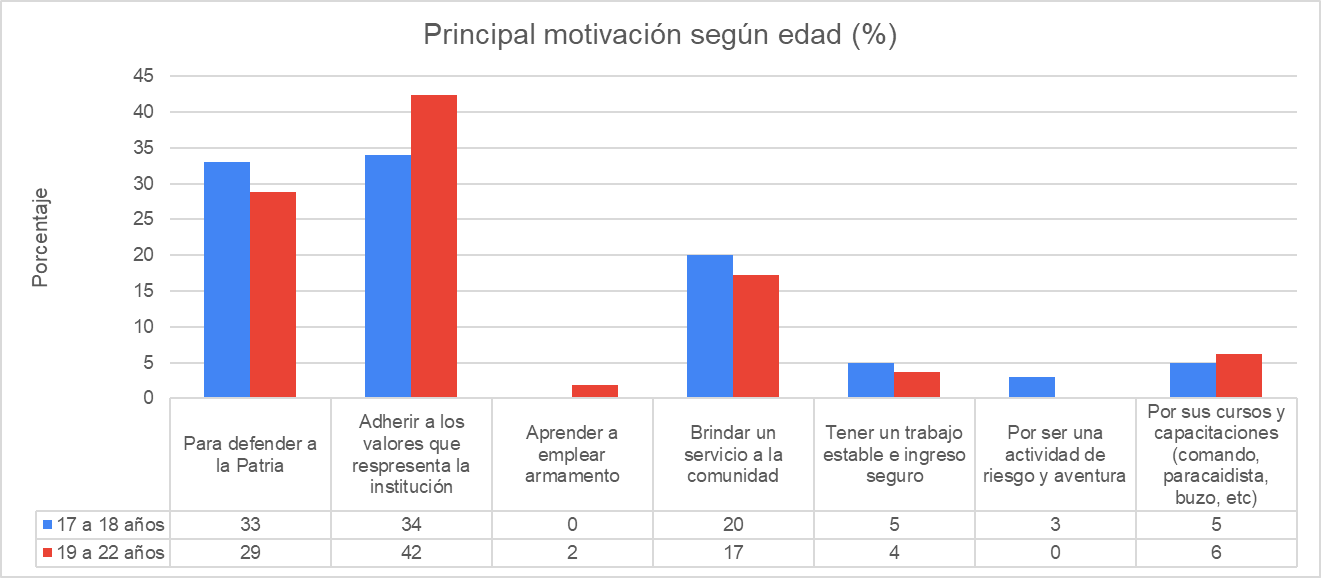 Principal motivación según edad (%)
Porcentaje
45
40
35
30
25
20
15
10
5
0
Para defender a
la Patria
Adherir a los
valores que
respresenta la
institución
Aprender a
emplear
armamento
Brindar un
servicio a la
comunidad
Tener un trabajo
estable e ingreso
seguro
Por ser una
actividad de
riesgo y aventura
Por sus cursos y
capacitaciones
(comando,
paracaidista,
buzo, etc)
17 a 18 años 33 34 0 20 5 3 5
19 a 22 años 29 42 2 17 4 0 6